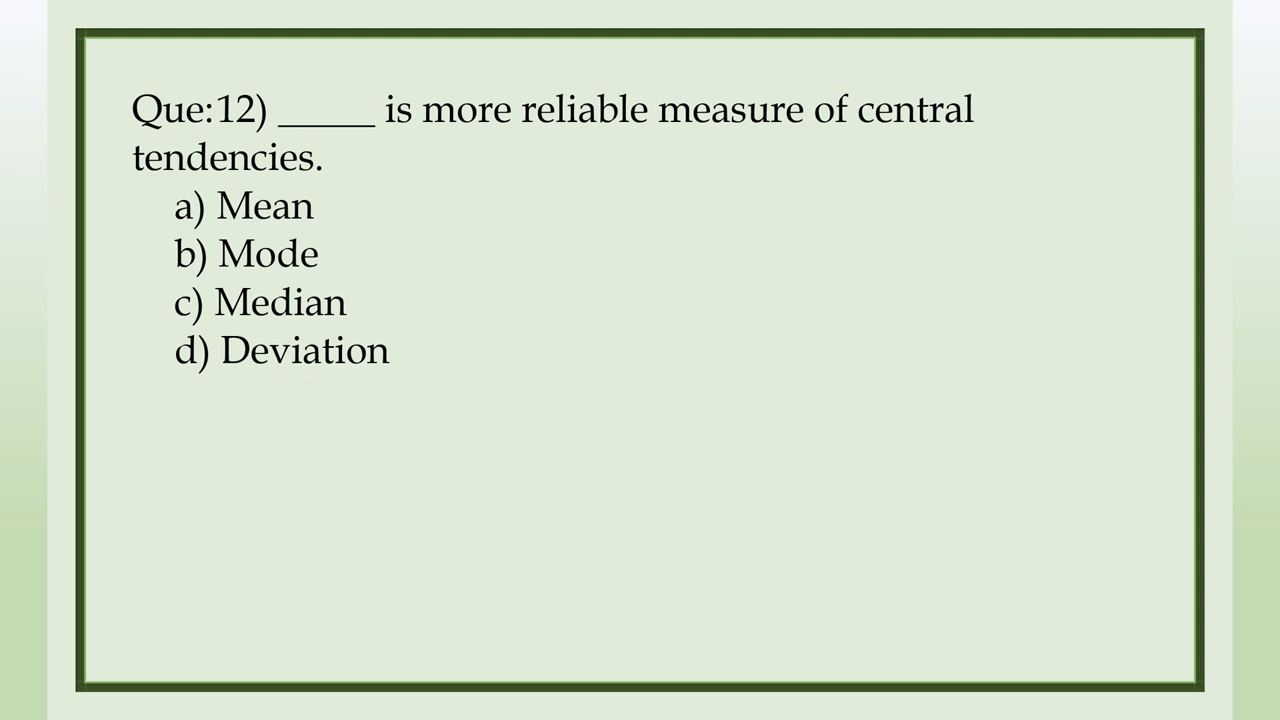 Que:12) _____ is more reliable measure of central
tendencies.
a) Mean
b) Mode
c) Median
d) Deviation